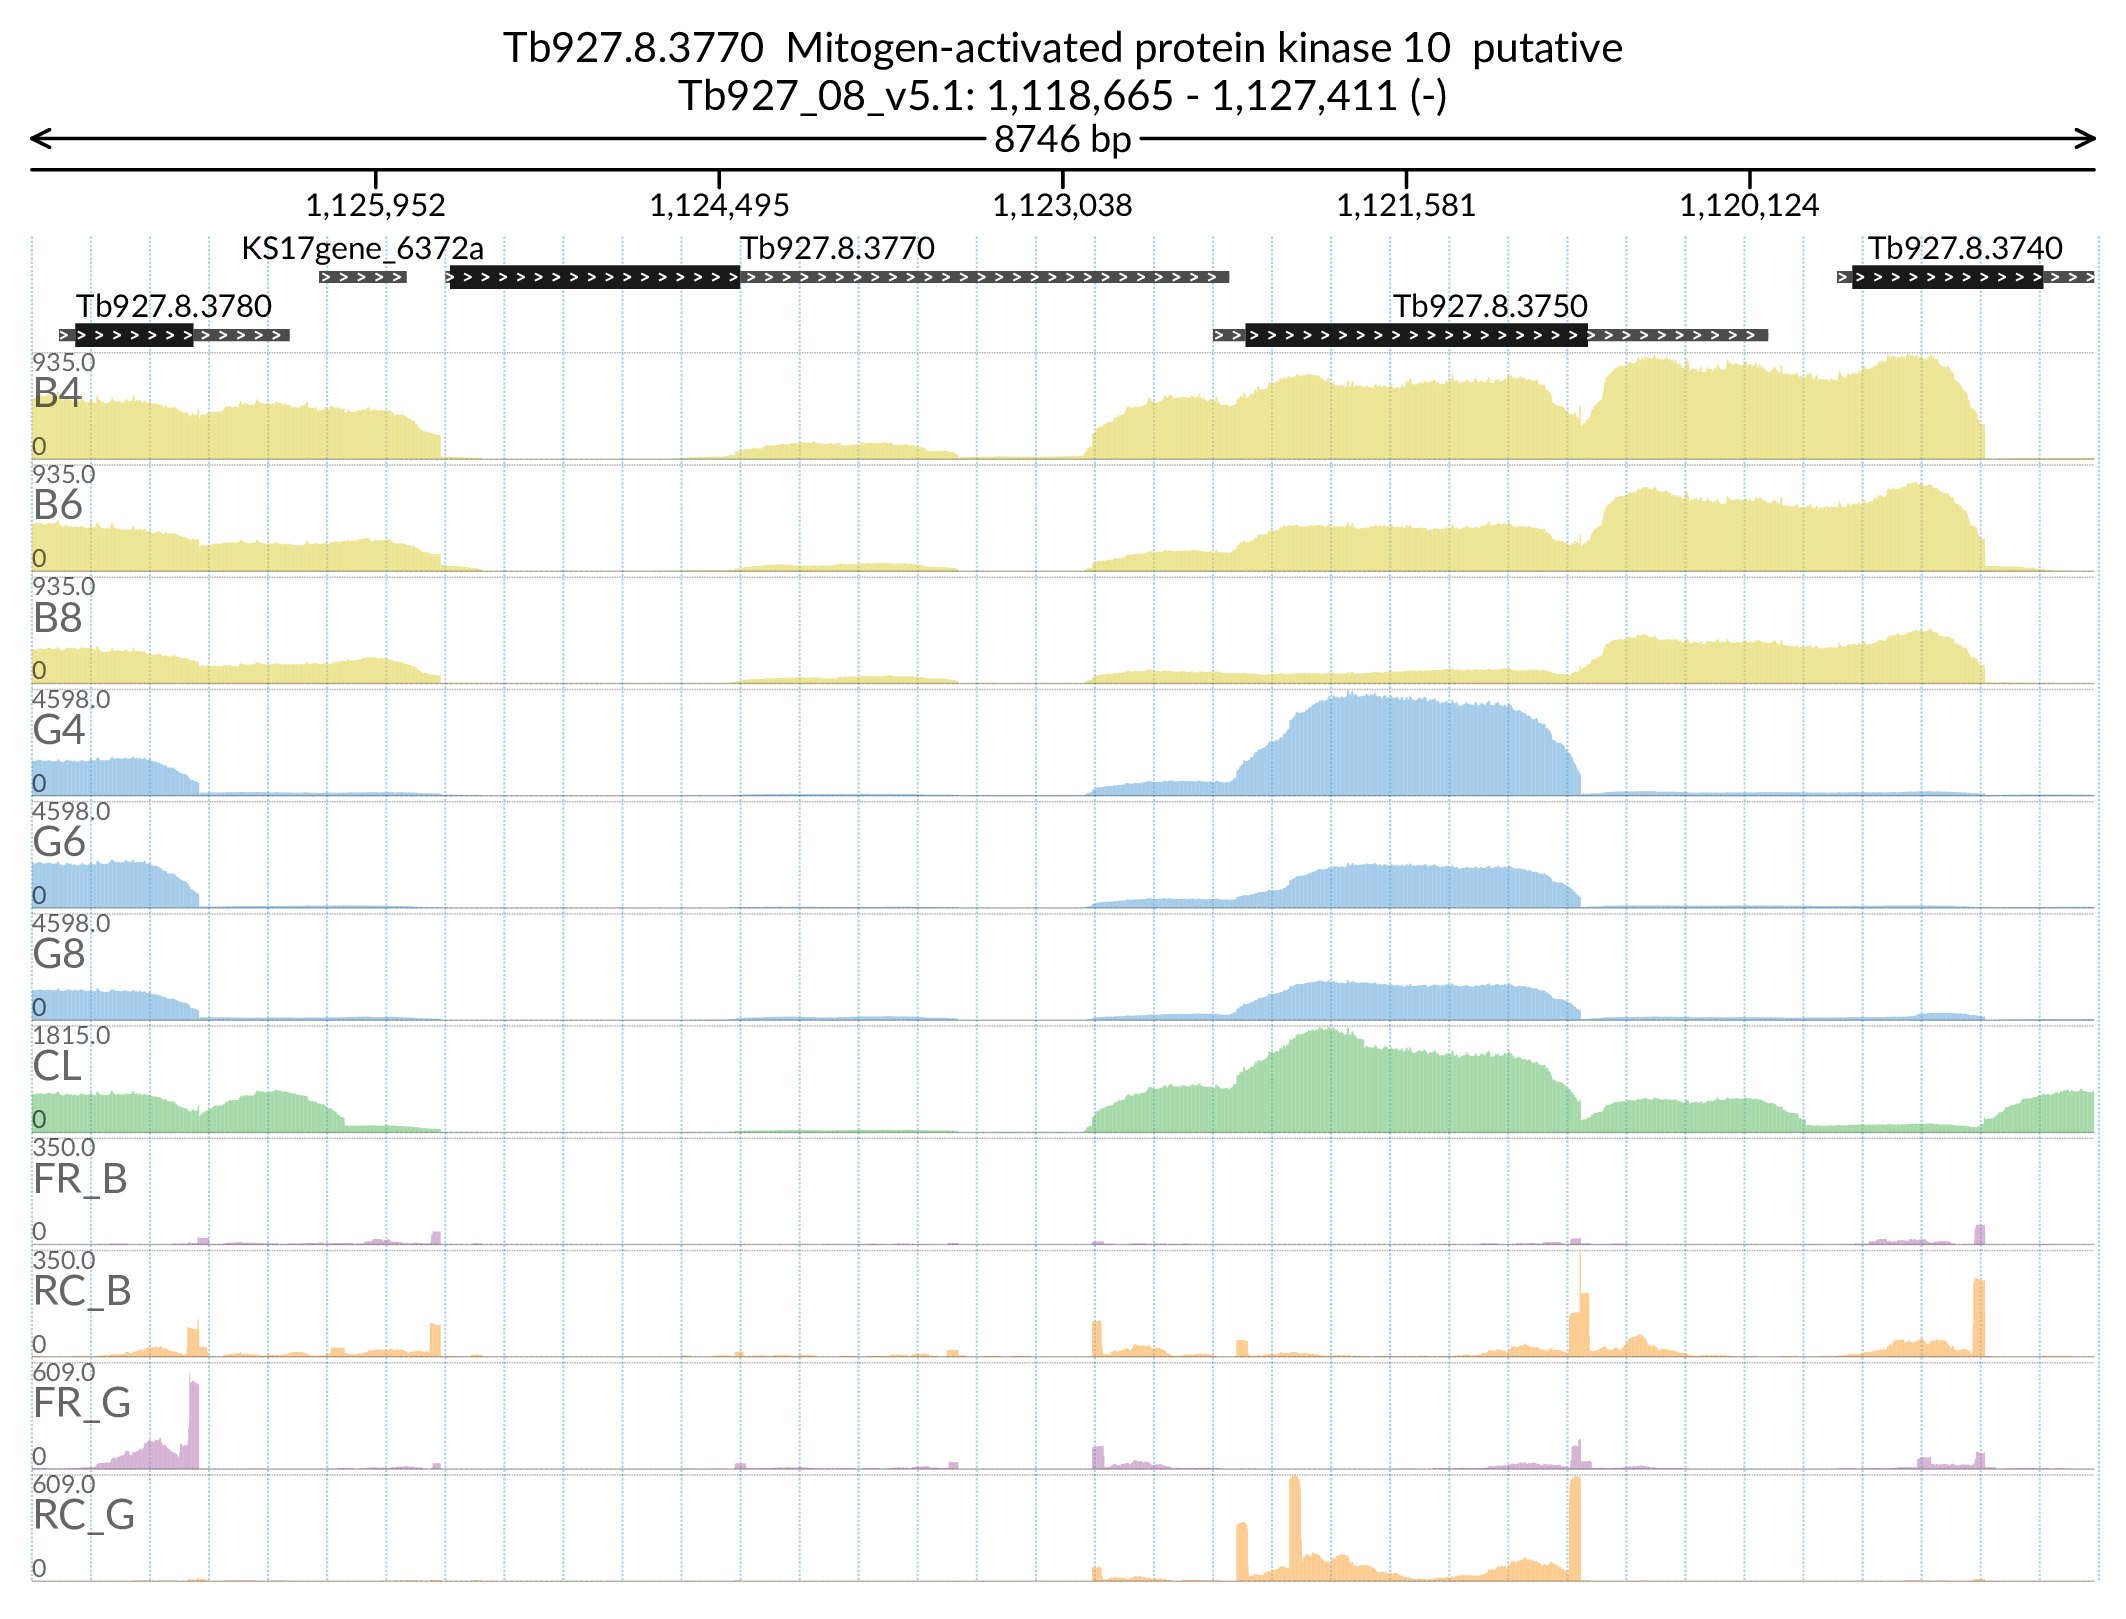 Tb927.8.3770  Mitogen-activated protein kinase 10  putative
Tb927_08_v5.1: 1,118,665 - 1,127,411 (-)
8746 bp
1,125,952 1,124,495 1,123,038 1,121,581 1,120,124
KS17gene_6372a Tb927.8.3770 Tb927.8.3740
Tb927.8.3780 Tb927.8.3750
935.0
B4
0
935.0
B6
0
935.0
B8
0
4598.0
G4
0
4598.0
G6
0
4598.0
G8
0
1815.0
CL
0
350.0
FR_B
0
350.0
RC_B
0
609.0
FR_G
0
609.0
RC_G
0